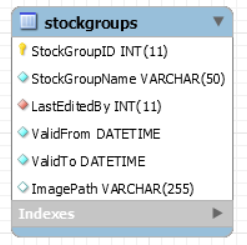 stockgroups
StockGroupID INT(11)
StockGroupName VARCHAR(50)
LastEditedBy INT(11)
ValidFrom DATETIME
ValidTo DATETIME
ImagePath VARCHAR(255)
Indexes